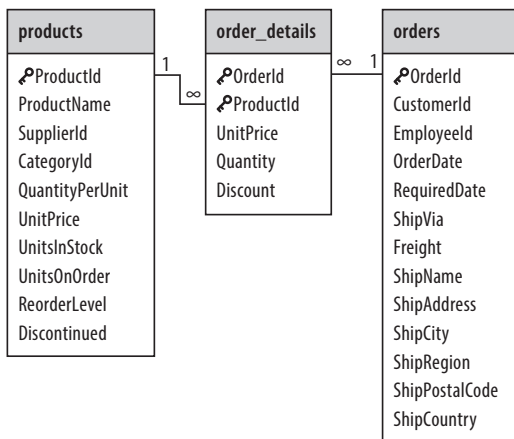 products
ProductId
ProductName
SupplierId
CategoryId
QuantityPerUnit
UnitPrice
UnitsInStock
UnitsOnOrder
ReorderLevel
Discontinued
1
∞
order_details
OrderId
ProductId
UnitPrice
Quantity
Discount
∞
1
orders
OrderId
CustomerId
EmployeeId
OrderDate
RequiredDate
ShipVia
Freight
ShipName
ShipAddress
ShipCity
ShipRegion
ShipPostalCode
ShipCountry